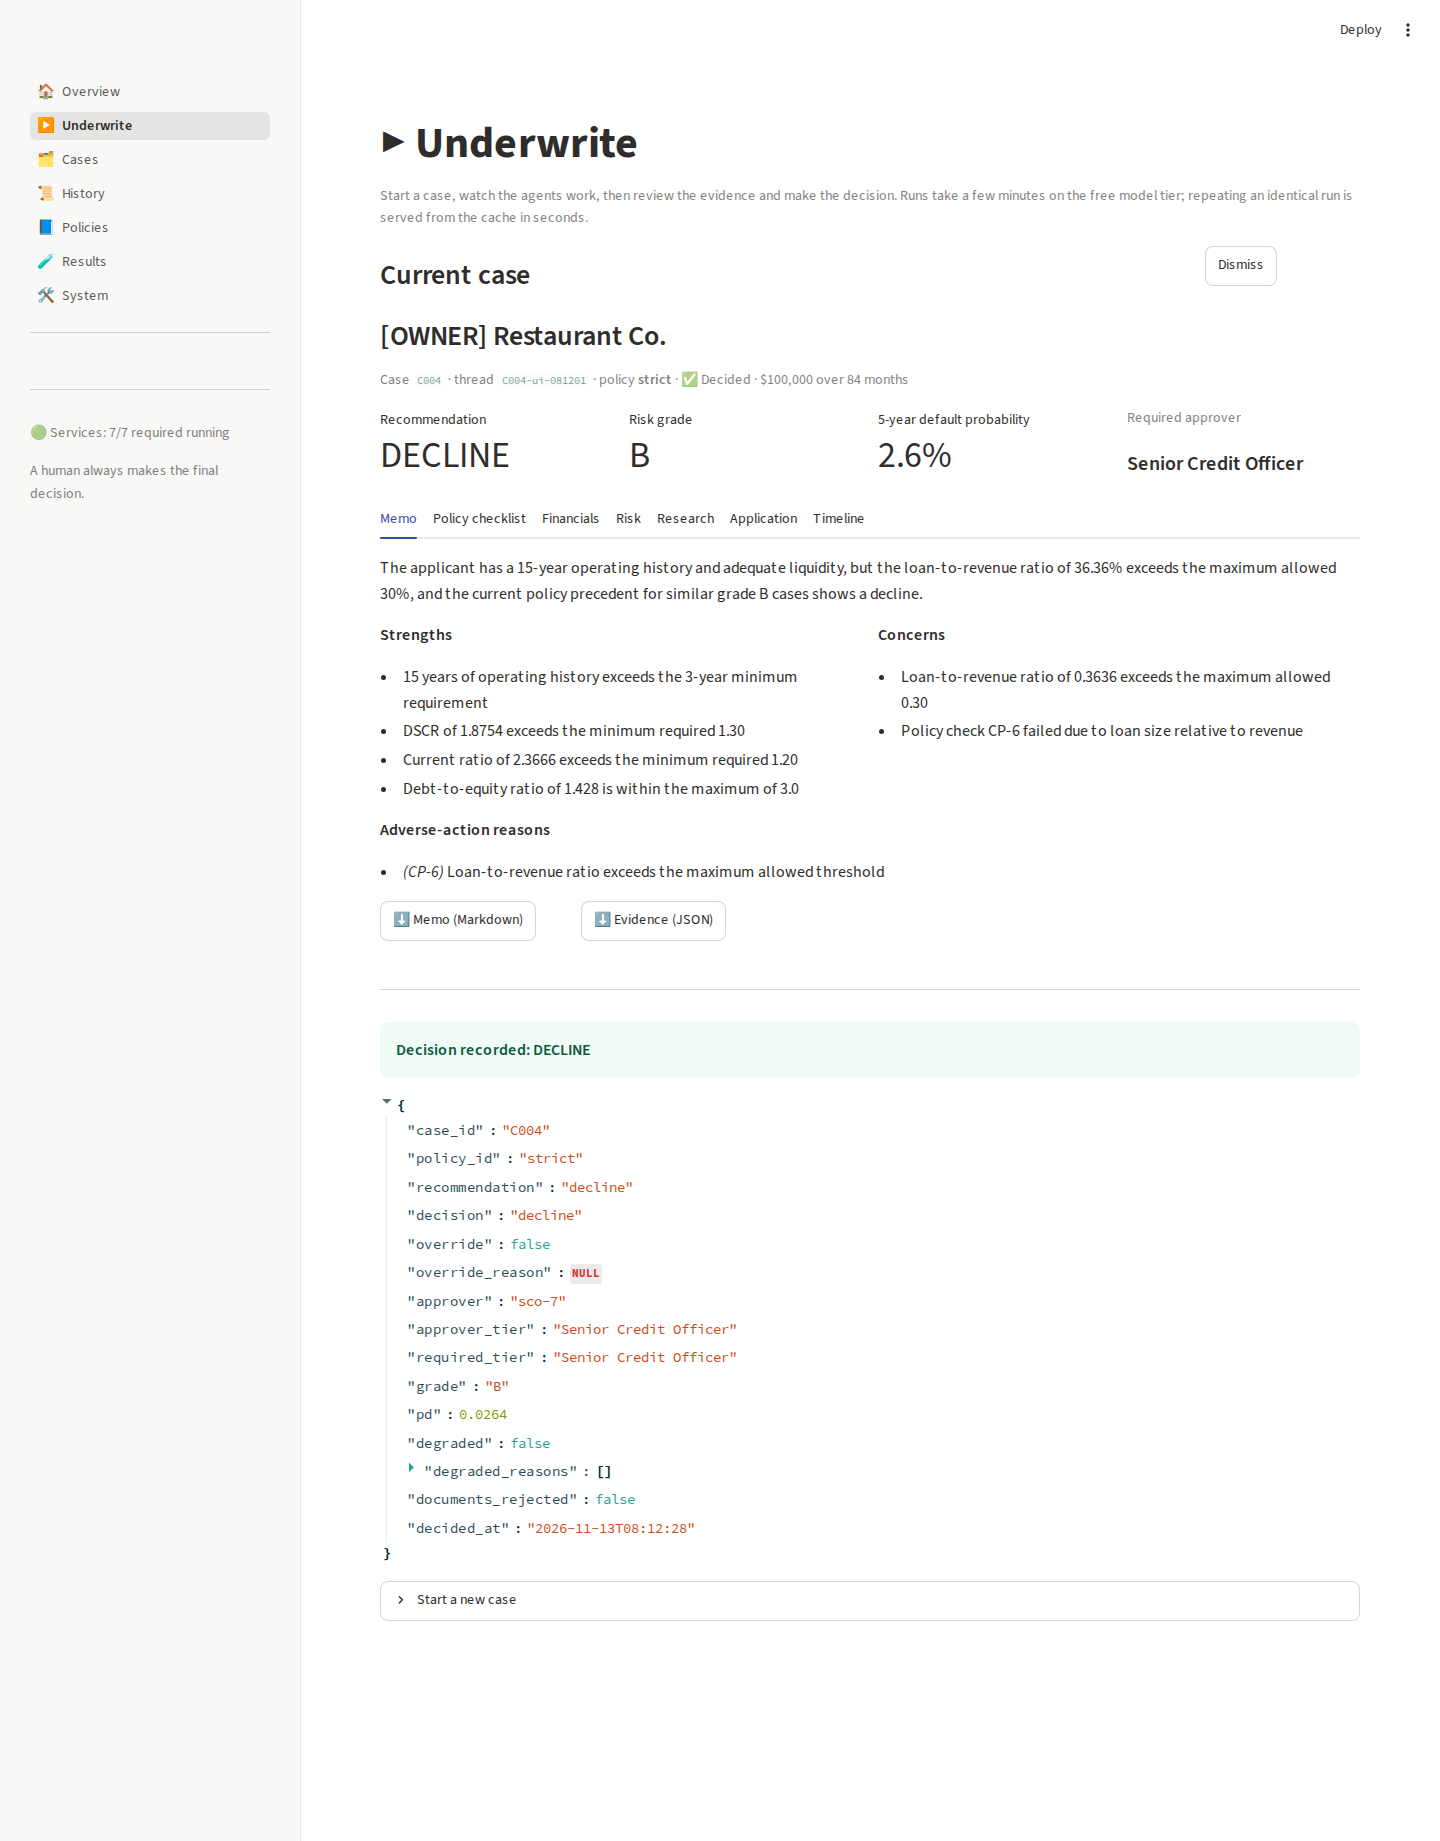 Deploy
Overview
Underwrite
Cases
History
Policies
Results
System
Services: 7/7 required running
A human always makes the final
decision.
Underwrite
Start a case, watch the agents work, then review the evidence and make the decision. Runs take a few minutes on the free model tier; repeating an identical run is
served from the cache in seconds.
Current case
Dismiss
[OWNER] Restaurant Co.
Case C004 · thread C004-ui-081201 · policy strict · ✅ Decided · $100,000 over 84 months
Recommendation
DECLINE
Risk grade
B
5-year default probability
2.6%
Required approver
Senior Credit Officer
Memo Policy checklist Financials Risk Research Application Timeline
The applicant has a 15-year operating history and adequate liquidity, but the loan-to-revenue ratio of 36.36% exceeds the maximum allowed
30%, and the current policy precedent for similar grade B cases shows a decline.
Strengths
• 15 years of operating history exceeds the 3-year minimum
requirement
• DSCR of 1.8754 exceeds the minimum required 1.30
• Current ratio of 2.3666 exceeds the minimum required 1.20
• Debt-to-equity ratio of 1.428 is within the maximum of 3.0
Concerns
• Loan-to-revenue ratio of 0.3636 exceeds the maximum allowed
0.30
• Policy check CP-6 failed due to loan size relative to revenue
Adverse-action reasons
• (CP-6) Loan-to-revenue ratio exceeds the maximum allowed threshold
Memo (Markdown)
Evidence (JSON)
Decision recorded: DECLINE
{
"case_id" : "C004"
"policy_id" : "strict"
"recommendation" : "decline"
"decision" : "decline"
"override" : false
"override_reason" : NULL
"approver" : "sco-7"
"approver_tier" : "Senior Credit Officer"
"required_tier" : "Senior Credit Officer"
"grade" : "B"
"pd" : 0.0264
"degraded" : false
"degraded_reasons" : []
"documents_rejected" : false
"decided_at" : "2026-11-13T08:12:28"
}
Start a new case